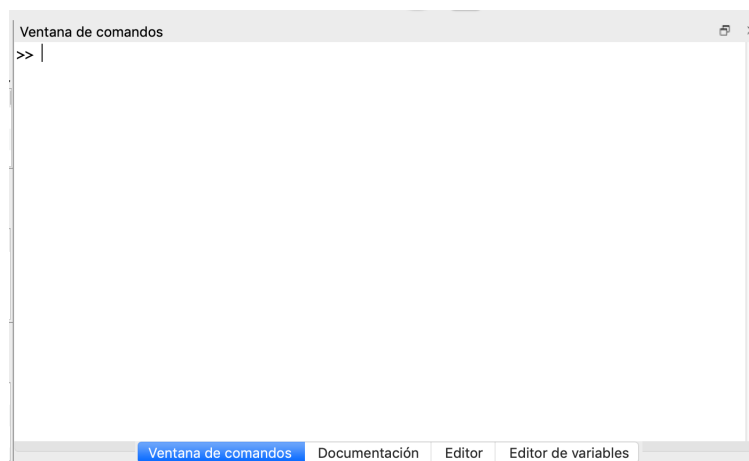 Ventana de comandos
>>
Ventana de comandos Documentación Editor Editor de variables